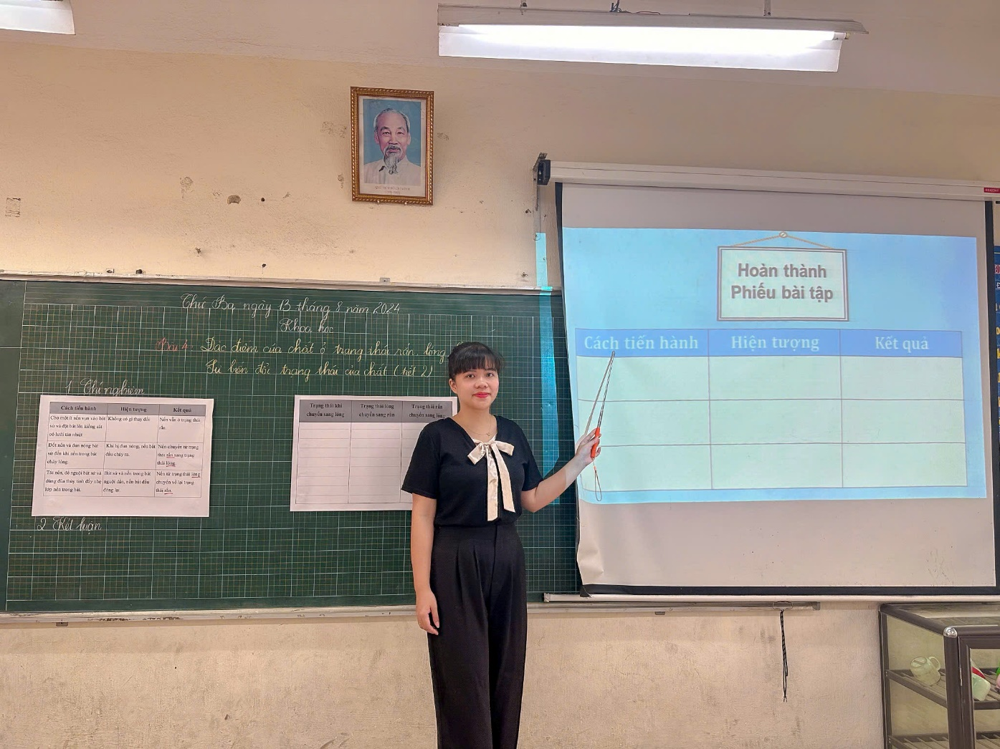 Thứ Ba ngày 13 tháng 8 năm 2024
Khoa học
Bài 4: Đặc điểm của chất ở trạng thái rắn, lỏng,
Sự biến đổi trạng thái của chất (tiết 2)
1. Thí nghiệm
Cách tiến hành Hiện tượng Kết quả
Cho một ít nến vụn vào bát Không có gì thay đổi Nến vẫn ở trạng thái
sứ và đặt bát lên kiềng sắt rắn.
có lưới tản nhiệt
Đốt nến và đun nóng bát Khi bị đun nóng, nến bắt Nến chuyển từ trạng
sứ đến khi nến trong bát đầu chảy ra. thái rắn sang trạng
chảy lỏng. thái lỏng.
Tắt nến, để nguội bát sứ và Bát sứ và nến trong bát Nến từ trạng thái lỏng
dùng đũa thủy tinh đẩy nhẹ nguội dần, nến bắt đầu chuyển về lại trạng
lớp nến trong bát. đông lại. thái rắn.
2. Kết luận
Trạng thái khí Trạng thái lỏng Trạng thái rắn
chuyển sang lỏng chuyển sang rắn chuyển sang lỏng
Hoàn thành
Phiếu bài tập
Cách tiến hành Hiện tượng Kết quả